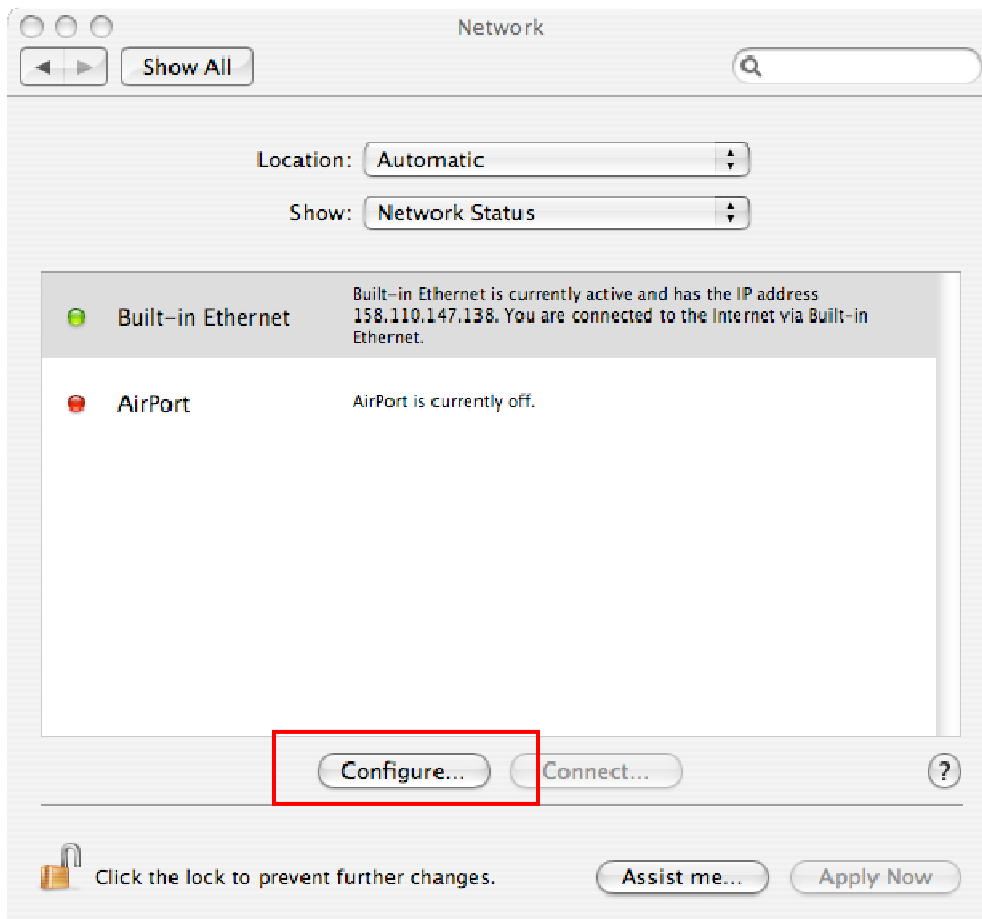 Network
Show All
Location: Automatic
Show: Network Status
Built-in Ethernet
Built-in Ethernet is currently active and has the IP address
158.110.147.138. You are connected to the Internet via Built-in
Ethernet.
AirPort
AirPort is currently off.
Configure...
Connect...
?
Click the lock to prevent further changes.
Assist me...
Apply Now